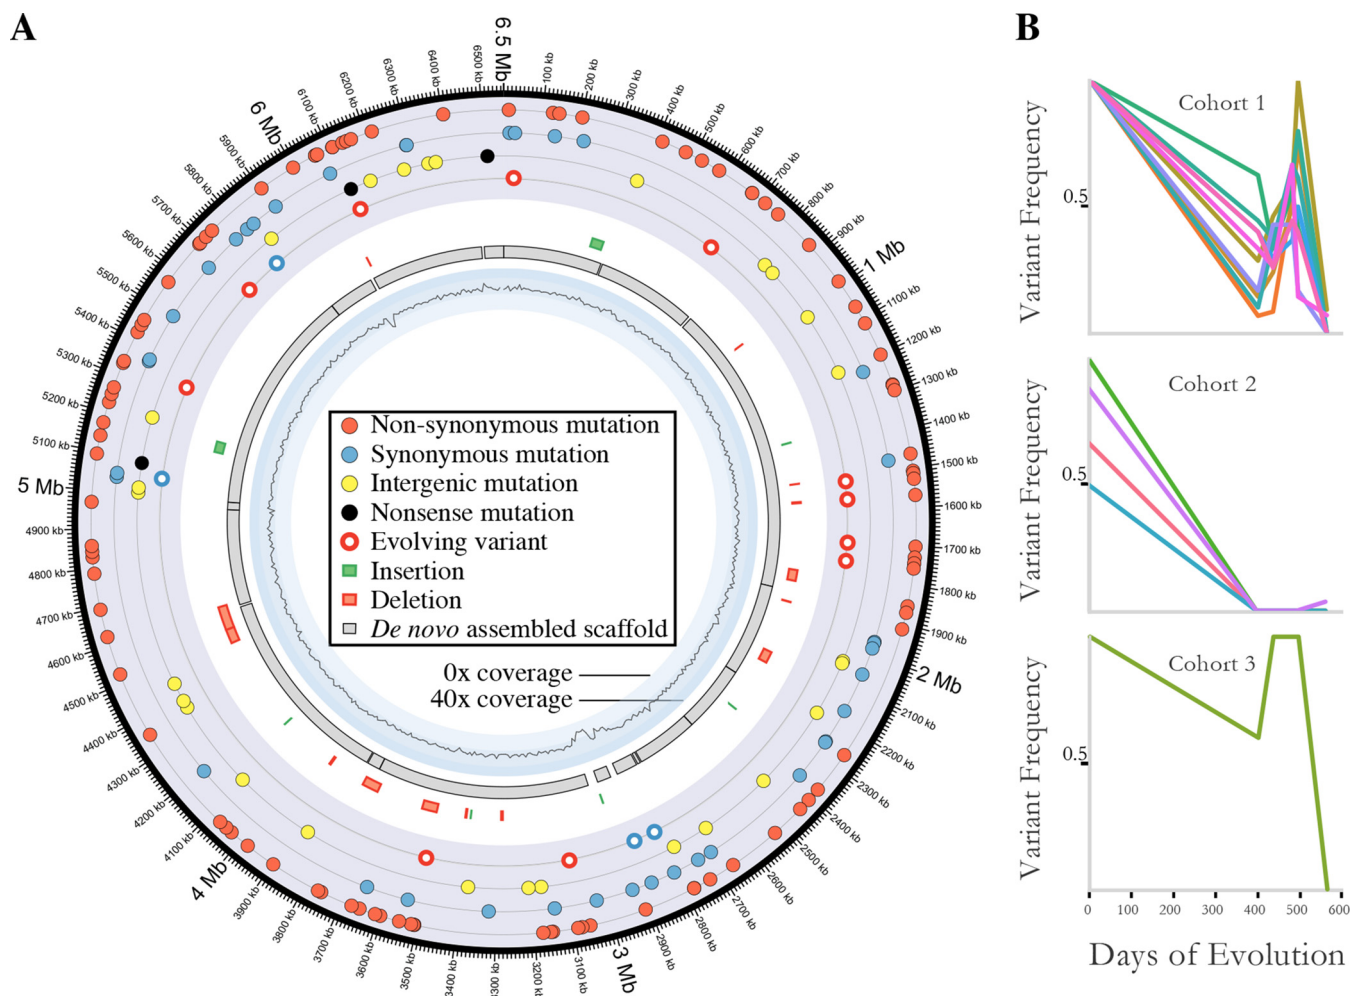 A
B
6.5 Mb
100 kb
200 kb
300 kb
400 kb
500 kb
600 kb
700 kb
800 kb
900 kb
1 Mb
1100 kb
1200 kb
1300 kb
1400 kb
1500 kb
1600 kb
1700 kb
1800 kb
1900 kb
2 Mb
2100 kb
2200 kb
2300 kb
2400 kb
2500 kb
2600 kb
2700 kb
2800 kb
2900 kb
3 Mb
3100 kb
3200 kb
3300 kb
3400 kb
3500 kb
3600 kb
3700 kb
3800 kb
3900 kb
4 Mb
4100 kb
4200 kb
4300 kb
4400 kb
4500 kb
4600 kb
4700 kb
4800 kb
4900 kb
5 Mb
5100 kb
5200 kb
5300 kb
5400 kb
5500 kb
5600 kb
5700 kb
5800 kb
5900 kb
6 Mb
6100 kb
6200 kb
6300 kb
6400 kb
6500 kb
Non-synonymous mutation
Synonymous mutation
Intergenic mutation
Nonsense mutation
Evolving variant
Insertion
Deletion
De novo assembled scaffold
0x coverage
40x coverage
Cohort 1
Variant Frequency
0.5
Cohort 2
Variant Frequency
0.5
Cohort 3
Variant Frequency
0.5
0 100 200 300 400 500 600
Days of Evolution